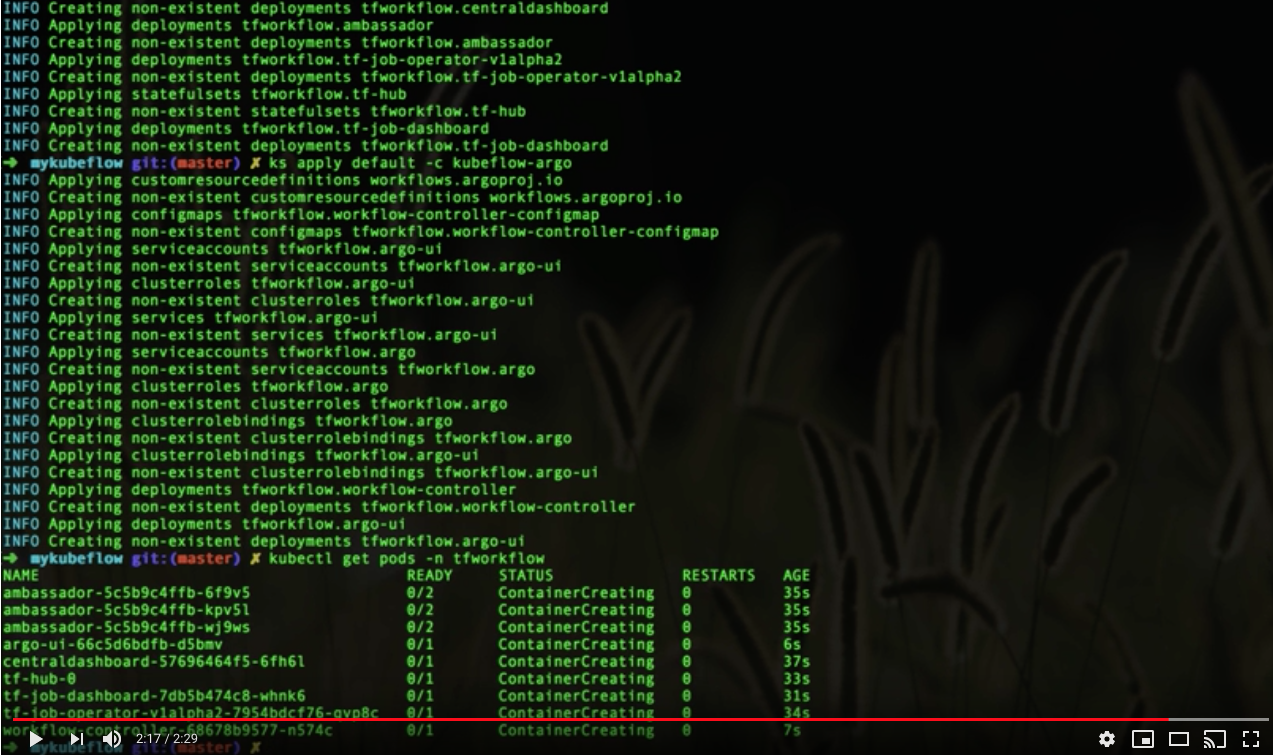 INFO Creating non-existent deployments tfworkflow.centraldashboard
INFO Applying deployments tfworkflow.ambassador
INFO Creating non-existent deployments tfworkflow.ambassador
INFO Applying deployments tfworkflow.tf-job-operator-v1alpha2
INFO Creating non-existent deployments tfworkflow.tf-job-operator-v1alpha2
INFO Applying statefulsets tfworkflow.tf-hub
INFO Creating non-existent statefulsets tfworkflow.tf-hub
INFO Applying deployments tfworkflow.tf-job-dashboard
INFO Creating non-existent deployments tfworkflow.tf-job-dashboard
➜ mykubeflow git:(master) ✗ ks apply default -c kubeflow-argo
INFO Applying customresourcedefinitions workflows.argoproj.io
INFO Creating non-existent customresourcedefinitions workflows.argoproj.io
INFO Applying configmaps tfworkflow.workflow-controller-configmap
INFO Creating non-existent configmaps tfworkflow.workflow-controller-configmap
INFO Applying serviceaccounts tfworkflow.argo-ui
INFO Creating non-existent serviceaccounts tfworkflow.argo-ui
INFO Applying clusterroles tfworkflow.argo-ui
INFO Creating non-existent clusterroles tfworkflow.argo-ui
INFO Applying services tfworkflow.argo-ui
INFO Creating non-existent services tfworkflow.argo-ui
INFO Applying serviceaccounts tfworkflow.argo
INFO Creating non-existent serviceaccounts tfworkflow.argo
INFO Applying clusterroles tfworkflow.argo
INFO Creating non-existent clusterroles tfworkflow.argo
INFO Applying clusterrolebindings tfworkflow.argo
INFO Creating non-existent clusterrolebindings tfworkflow.argo
INFO Applying clusterrolebindings tfworkflow.argo-ui
INFO Creating non-existent clusterrolebindings tfworkflow.argo-ui
INFO Applying deployments tfworkflow.workflow-controller
INFO Creating non-existent deployments tfworkflow.workflow-controller
INFO Applying deployments tfworkflow.argo-ui
INFO Creating non-existent deployments tfworkflow.argo-ui
➜ mykubeflow git:(master) ✗ kubectl get pods -n tfworkflow
NAME READY STATUS RESTARTS AGE
ambassador-5c5b9c4ffb-6f9v5 0/2 ContainerCreating 0 35s
ambassador-5c5b9c4ffb-kpv5l 0/2 ContainerCreating 0 35s
ambassador-5c5b9c4ffb-wj9ws 0/2 ContainerCreating 0 35s
argo-ui-66c5d6bdfb-d5bmv 0/1 ContainerCreating 0 6s
centraldashboard-57696464f5-6fh6l 0/1 ContainerCreating 0 37s
tf-hub-0 0/1 ContainerCreating 0 33s
tf-job-dashboard-7db5b474c8-whnk6 0/1 ContainerCreating 0 31s
tf-job-operator-v1alpha2-7954bdcf76-gvp8c 0/1 ContainerCreating 0 34s
workflow-controller-68678b9577-n574c 0/1 ContainerCreating 0 7s
➜ mykubeflow git:(master) ✗
2:17 / 2:29